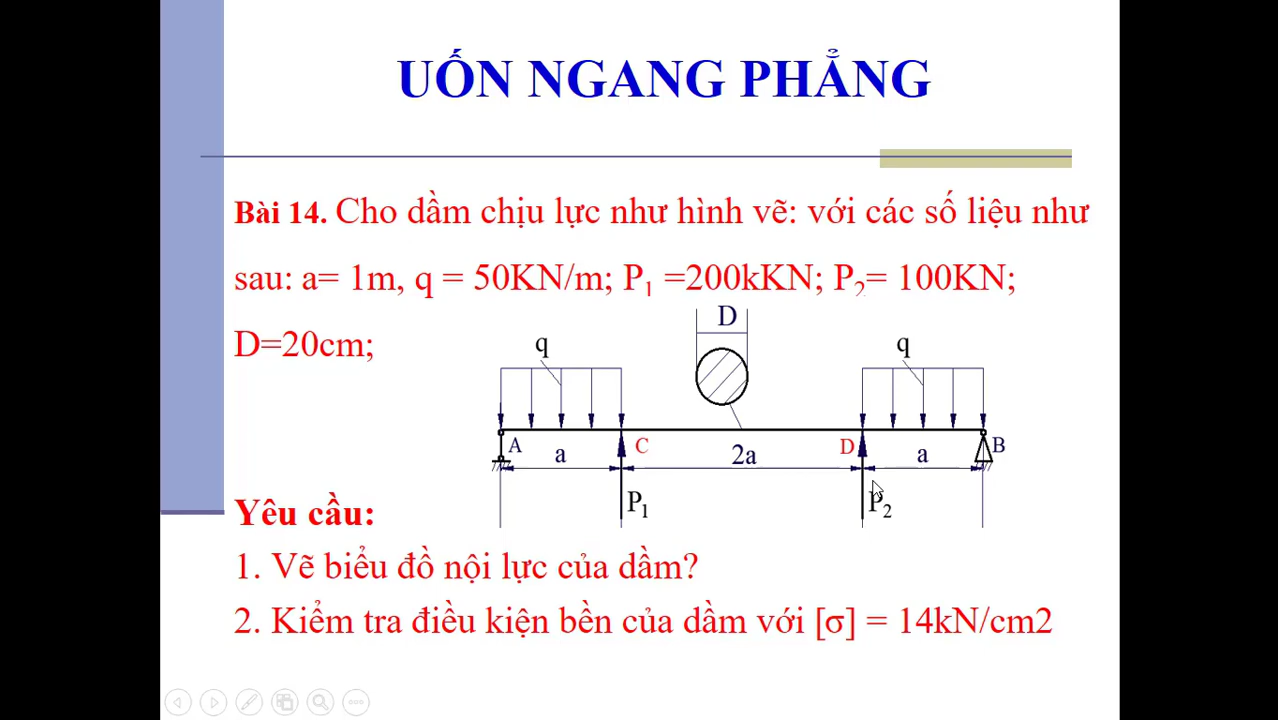 UỐN NGANG PHẲNG
Bài 14. Cho dầm chịu lực như hình vẽ: với các số liệu như
sau: a= 1m, q = 50KN/m; P1 =200kKN; P2= 100KN;
D=20cm;
D
q
q
A
C
D
B
a
2a
a
P1
P2
Yêu cầu:
1. Vẽ biểu đồ nội lực của dầm?
2. Kiểm tra điều kiện bền của dầm với [σ] = 14kN/cm2